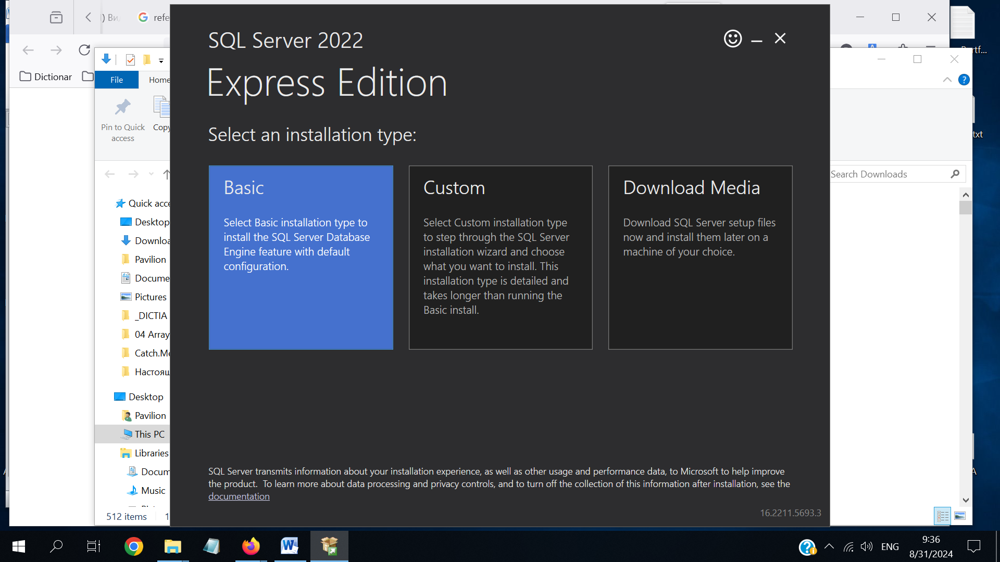 ) Ви
refe
Dictionar
File
Home
Pin to Quick
access
Copy
SQL Server 2022
Express Edition
Select an installation type:
Basic
Select Basic installation type to
install the SQL Server Database
Engine feature with default
configuration.
Custom
Select Custom installation type
to step through the SQL Server
installation wizard and choose
what you want to install. This
installation type is detailed and
takes longer than running the
Basic install.
Download Media
Download SQL Server setup files
now and install them later on a
machine of your choice.
SQL Server transmits information about your installation experience, as well as other usage and performance data, to Microsoft to help improve
the product. To learn more about data processing and privacy controls, and to turn off the collection of this information after installation, see the
documentation
16.2211.5693.3
Quick acce
Desktop
Downloa
Pavilion
Docume
Pictures
_DICTIA
04 Array
Catch.Me
Настоящ
Desktop
Pavilion
This PC
Libraries
Docum
Music
512 items
1
Search Downloads
rtf...
txt
A
ENG
9:36
8/31/2024